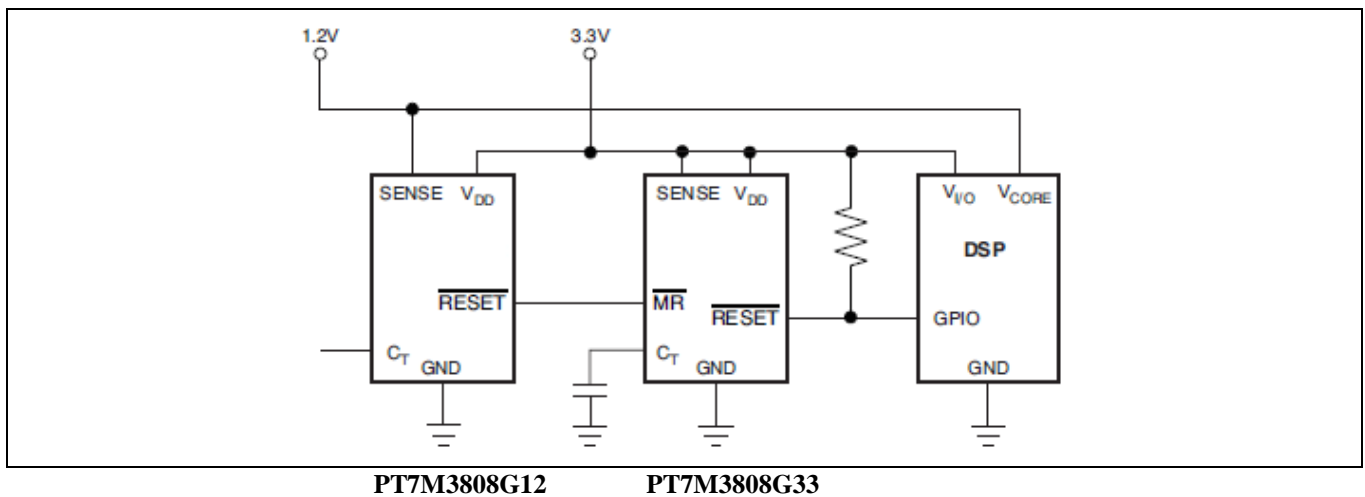 1.2V
3.3V
SENSE VDD
SENSE VDD
VI/O VCORE
DSP
RESET
MR
RESET
GPIO
CT
GND
CT
GND
GND
PT7M3808G12
PT7M3808G33